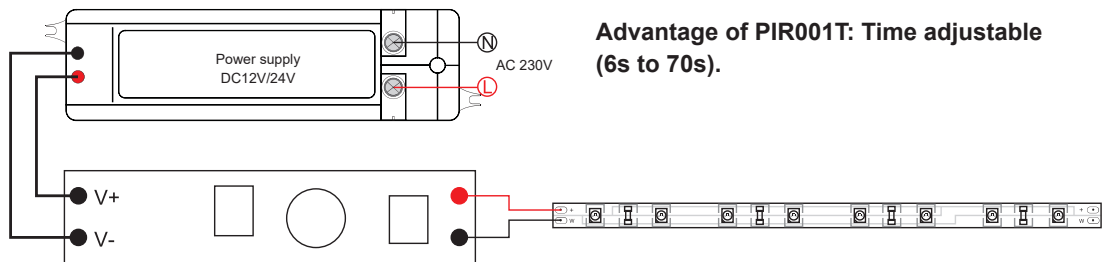 Advantage of PIR001T: Time adjustable
(6s to 70s).
Power supply
DC12V/24V
N
AC 230V
L
V+
V-
+
W
+
W